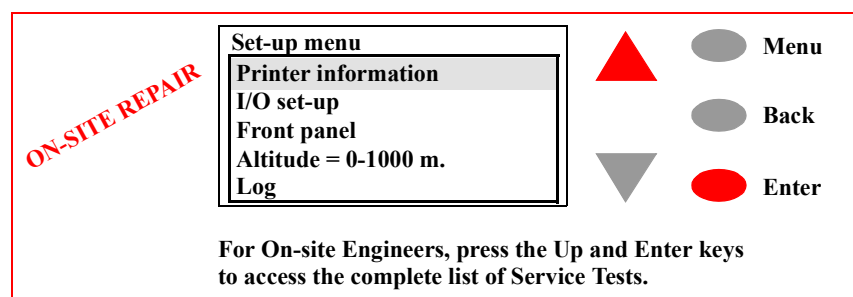 ON-SITE REPAIR
Set-up menu
Printer information
I/O set-up
Front panel
Altitude = 0-1000 m.
Log
Menu
Back
Enter
For On-site Engineers, press the Up and Enter keys
to access the complete list of Service Tests.